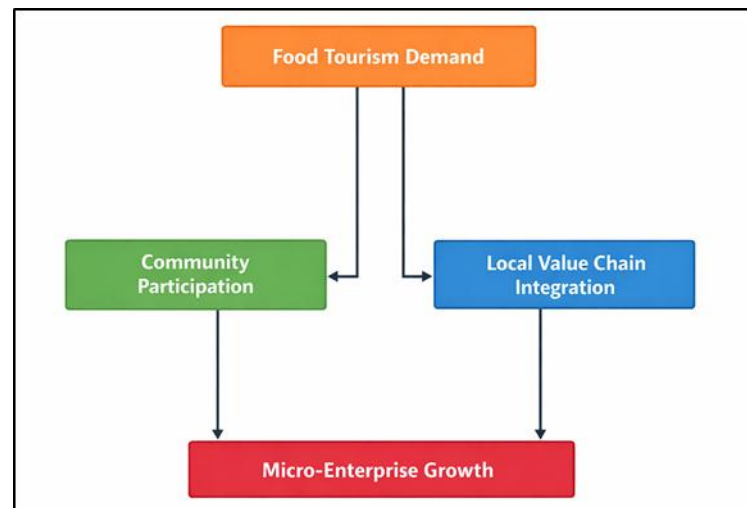 Food Tourism Demand
Community
Participation
Local Value Chain
Integration
Micro-Enterprise Growth